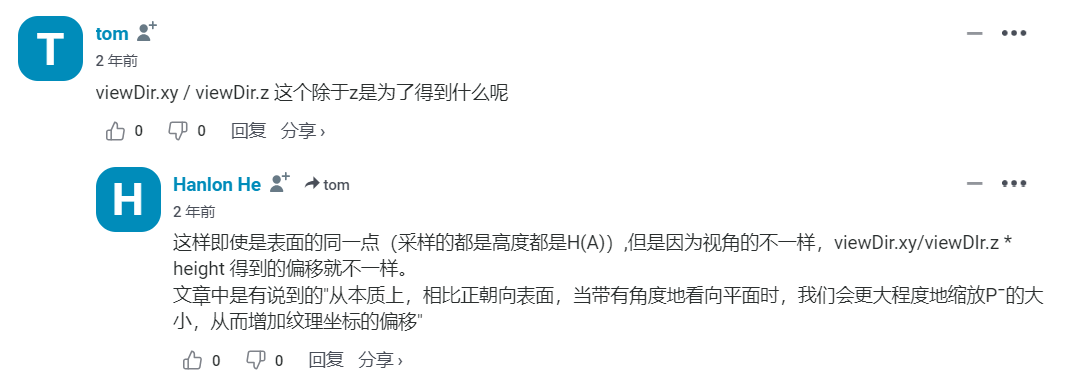 T
tom
2 年前
viewDir.xy / viewDir.z 这个除于z是为了得到什么呢
0 0 回复 分享 ›
H
Hanlon He tom
2 年前
这样即使是表面的同一点（采样的都是高度都是H(A)）,但是因为视角的不一样，viewDir.xy/viewDIr.z *
height 得到的偏移就不一样。
文章中是有说到的"从本质上，相比正朝向表面，当带有角度地看向平面时，我们会更大程度地缩放P¯的大
小，从而增加纹理坐标的偏移"
0 0 回复 分享 ›